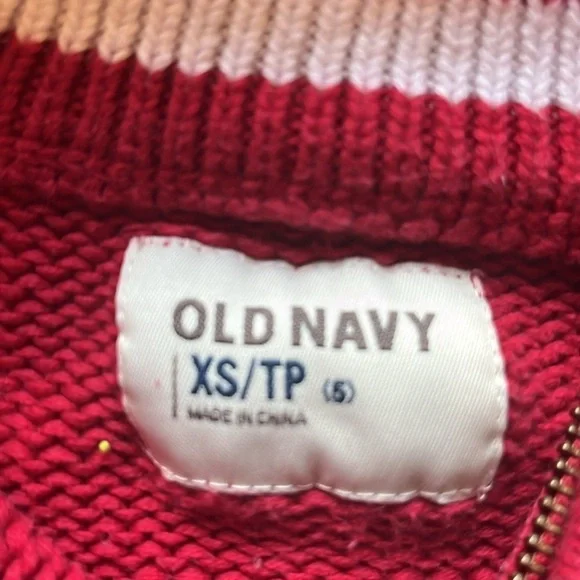 OLD NAVY
XS/TP (5)
MADE IN CHINA